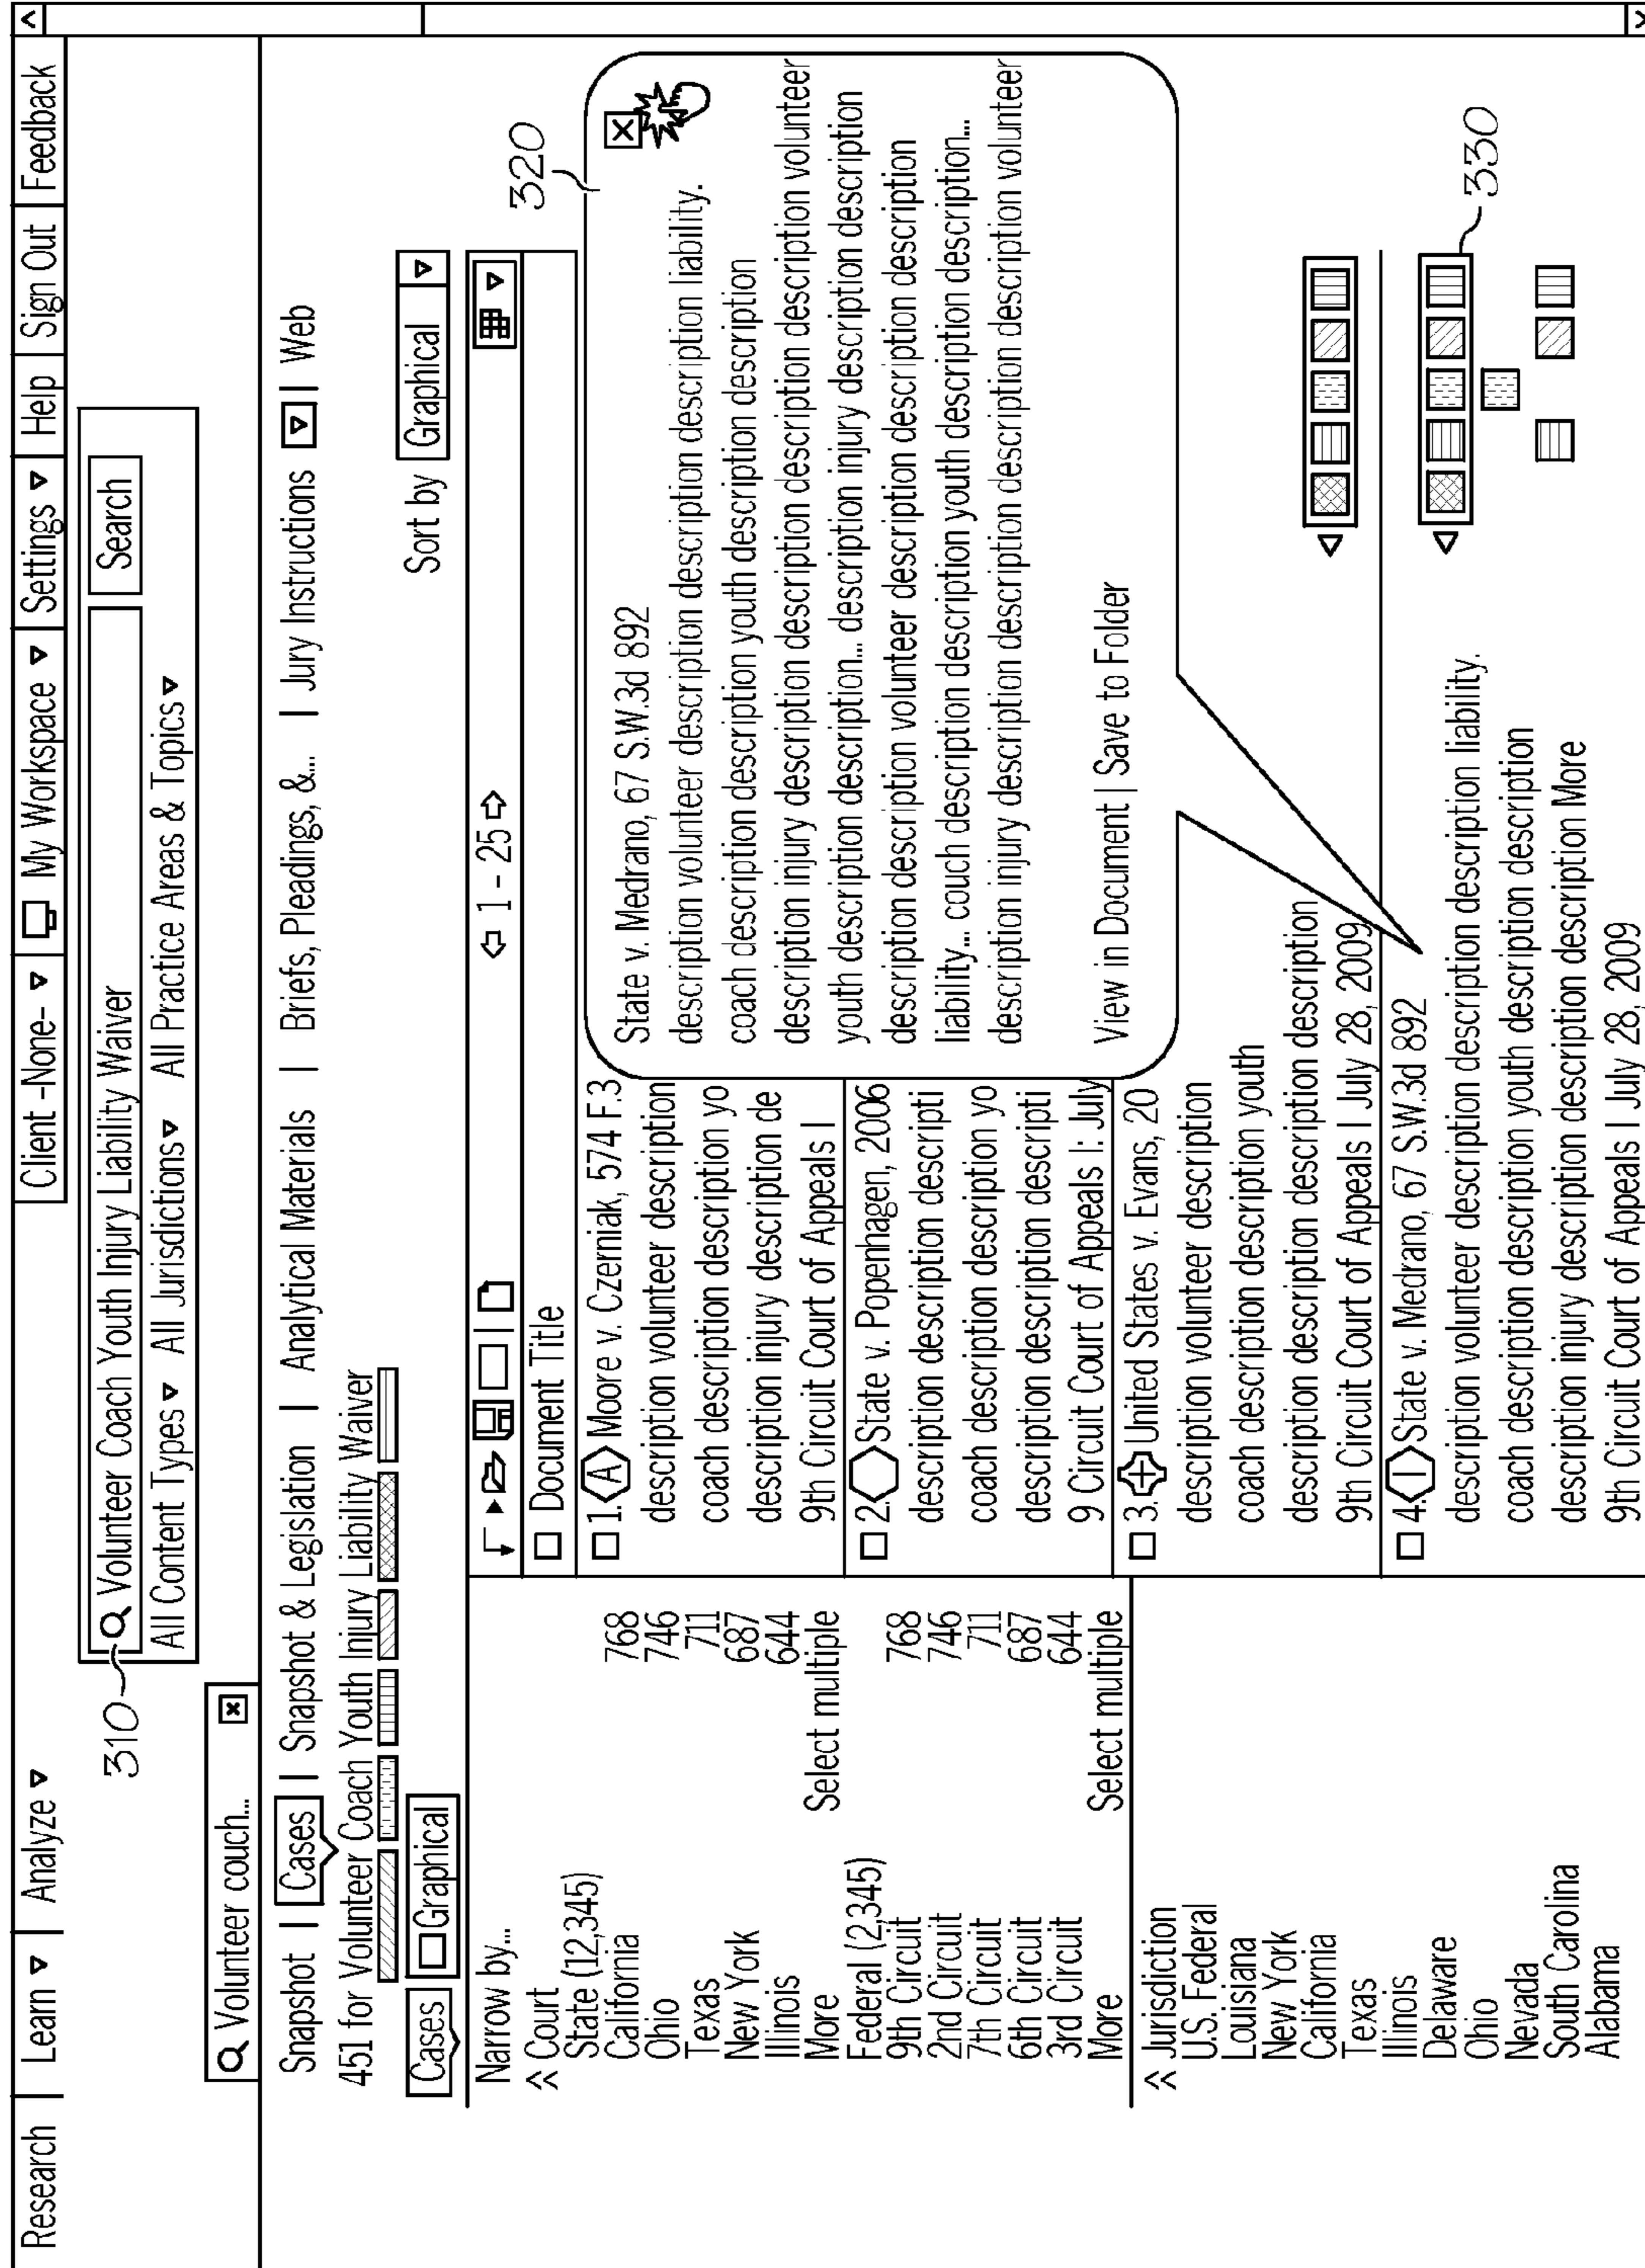 Research | Learn ▿ | Analyze ▿
Client -None- ▿ | My Workspace ▿ | Settings ▿ | Help | Sign Out | Feedback
310
Volunteer Coach Youth Injury Liability Waiver
Search
All Content Types ▾ All Jurisdictions ▾ All Practice Areas & Topics ▾
Volunteer couch...
Snapshot | Cases | Snapshot & Legislation | Analytical Materials | Briefs, Pleadings, &... | Jury Instructions | Web
451 for Volunteer Coach Youth Injury Liability Waiver
Cases
Graphical
Sort by Graphical
Narrow by...
Court
State (12,345)
California 768
Ohio 746
Texas 711
New York 687
Illinois 644
More Select multiple
Federal (2,345)
9th Circuit 768
2nd Circuit 746
7th Circuit 711
6th Circuit 687
3rd Circuit 644
More Select multiple
Jurisdiction
U.S. Federal
Louisiana
New York
California
Texas
Illinois
Delaware
Ohio
Nevada
South Carolina
Alabama
1 - 25
Document Title
1. A Moore v. Czerniak, 574 F.3
description volunteer description
coach description description yo
description injury description de
9th Circuit Court of Appeals I
2. State v. Popenhagen, 2006
description description descripti
coach description description yo
description description descripti
9 Circuit Court of Appeals I: July
3. United States v. Evans, 20
description volunteer description
coach description description youth
description description description description
9th Circuit Court of Appeals I July 28, 2009
4. I State v. Medrano, 67 S.W.3d 892
description volunteer description description description liability.
coach description description youth description description
description injury description description description More
9th Circuit Court of Appeals I July 28, 2009
320
State v. Medrano, 67 S.W.3d 892
description volunteer description description description liability.
coach description description youth description description
description injury description description description description volunteer
youth description description... description injury description description
description description volunteer description description description
liability... couch description description youth description description...
description injury description description description description volunteer
View in Document | Save to Folder
330